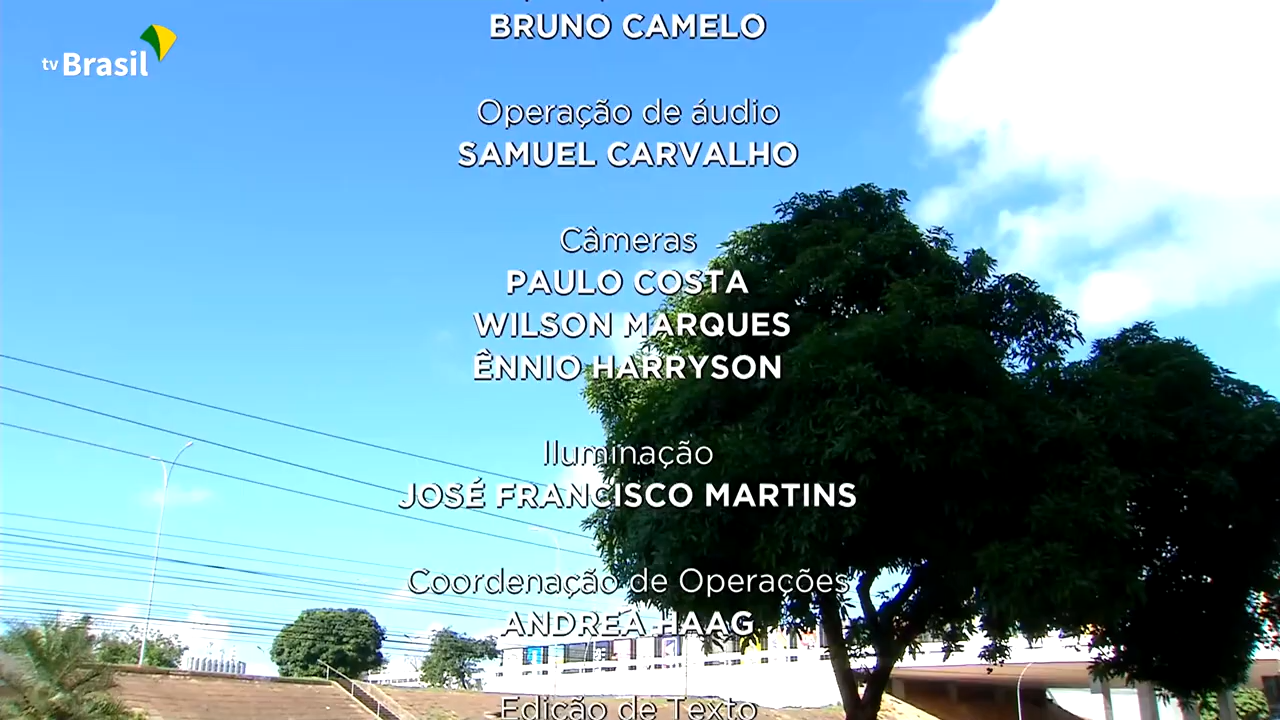 tv Brasil
BRUNO CAMELO
Operação de áudio
SAMUEL CARVALHO
Câmeras
PAULO COSTA
WILSON MARQUES
ÊNNIO HARRYSON
Iluminação
JOSÉ FRANCISCO MARTINS
Coordenação de Operações
ANDREA HAAG
Edição de Texto